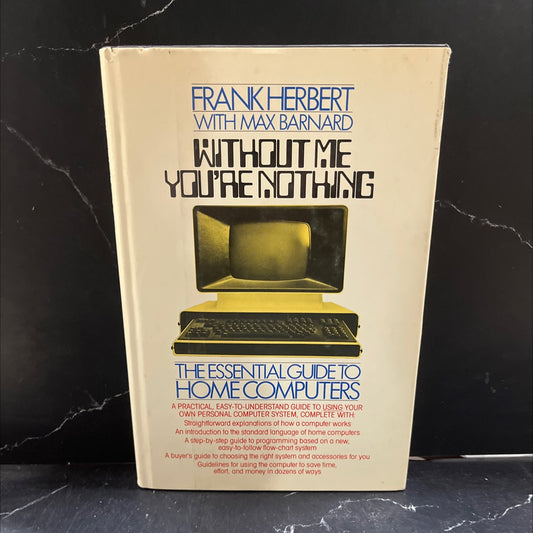 FRANK HERBERT
WITH MAX BARNARD
WITHOUT ME
YOU'RE NOTHING
THE ESSENTIAL GUIDE TO
HOME COMPUTERS
A PRACTICAL, EASY-TO-UNDERSTAND GUIDE TO USING YOUR
OWN PERSONAL COMPUTER SYSTEM, COMPLETE WITH:
Straightforward explanations of how a computer works
An introduction to the standard language of home computers
A step-by-step guide to programming based on a new,
easy-to-follow flow-chart system
A buyer's guide to choosing the right system and accessories for you
Guidelines for using the computer to save time,
effort, and money in dozens of ways